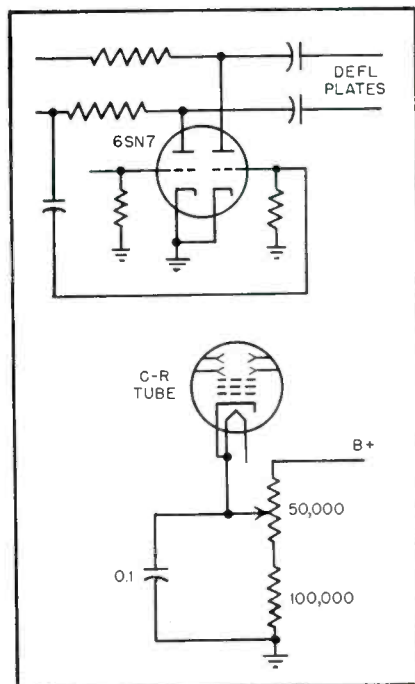 DEFL
PLATES
6SN7
C-R
TUBE
B+
50,000
0.1
100,000